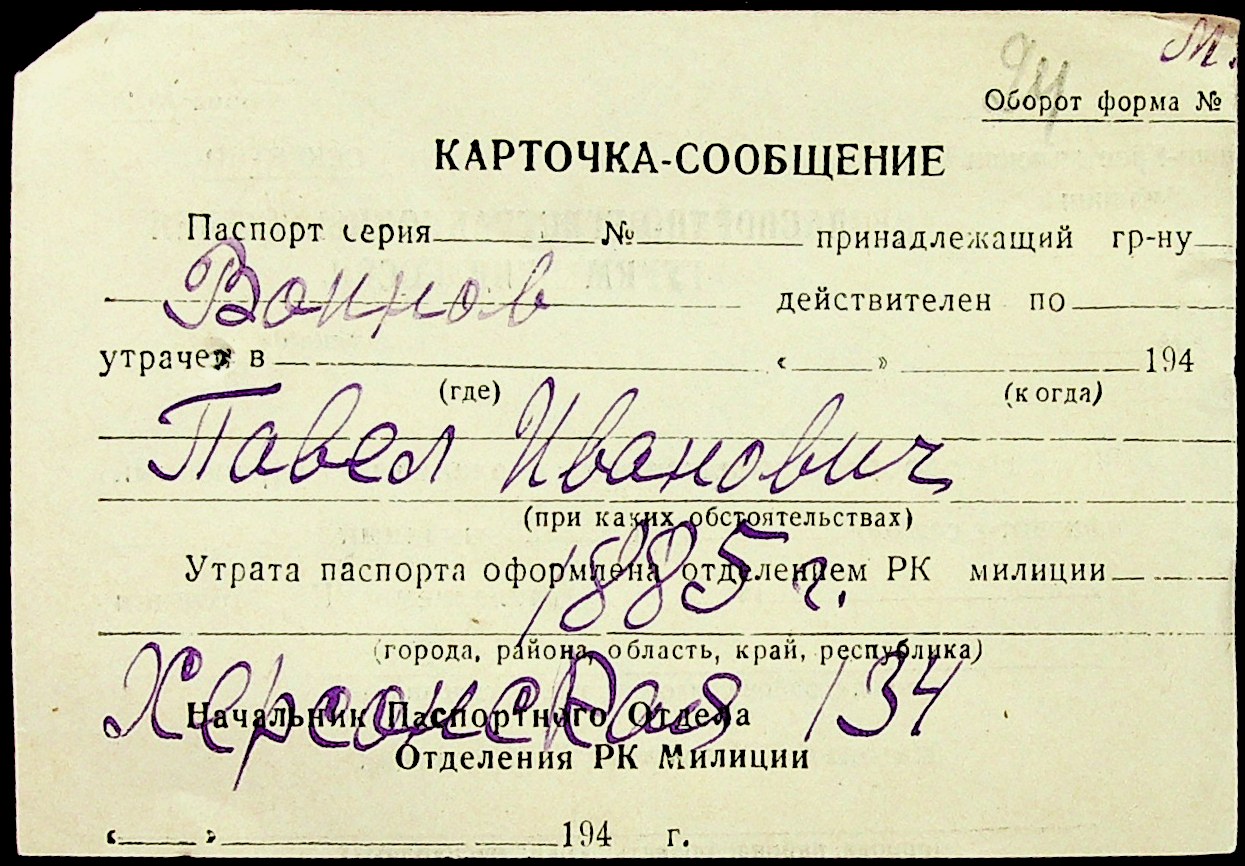 М.
94
Оборот форма №
КАРТОЧКА-СООБЩЕНИЕ
Паспорт серия № принадлежащий гр-ну
Воинов действителен по
утрачен в « » 194
(где) (когда)
Павел Иванович
(при каких обстоятельствах)
1885 г.
Утрата паспорта оформлена отделением РК милиции
(города, района, область, край, республика)
Херсонская 134
Начальник Паспортного Отдела
Отделения РК Милиции
« » 194 г.